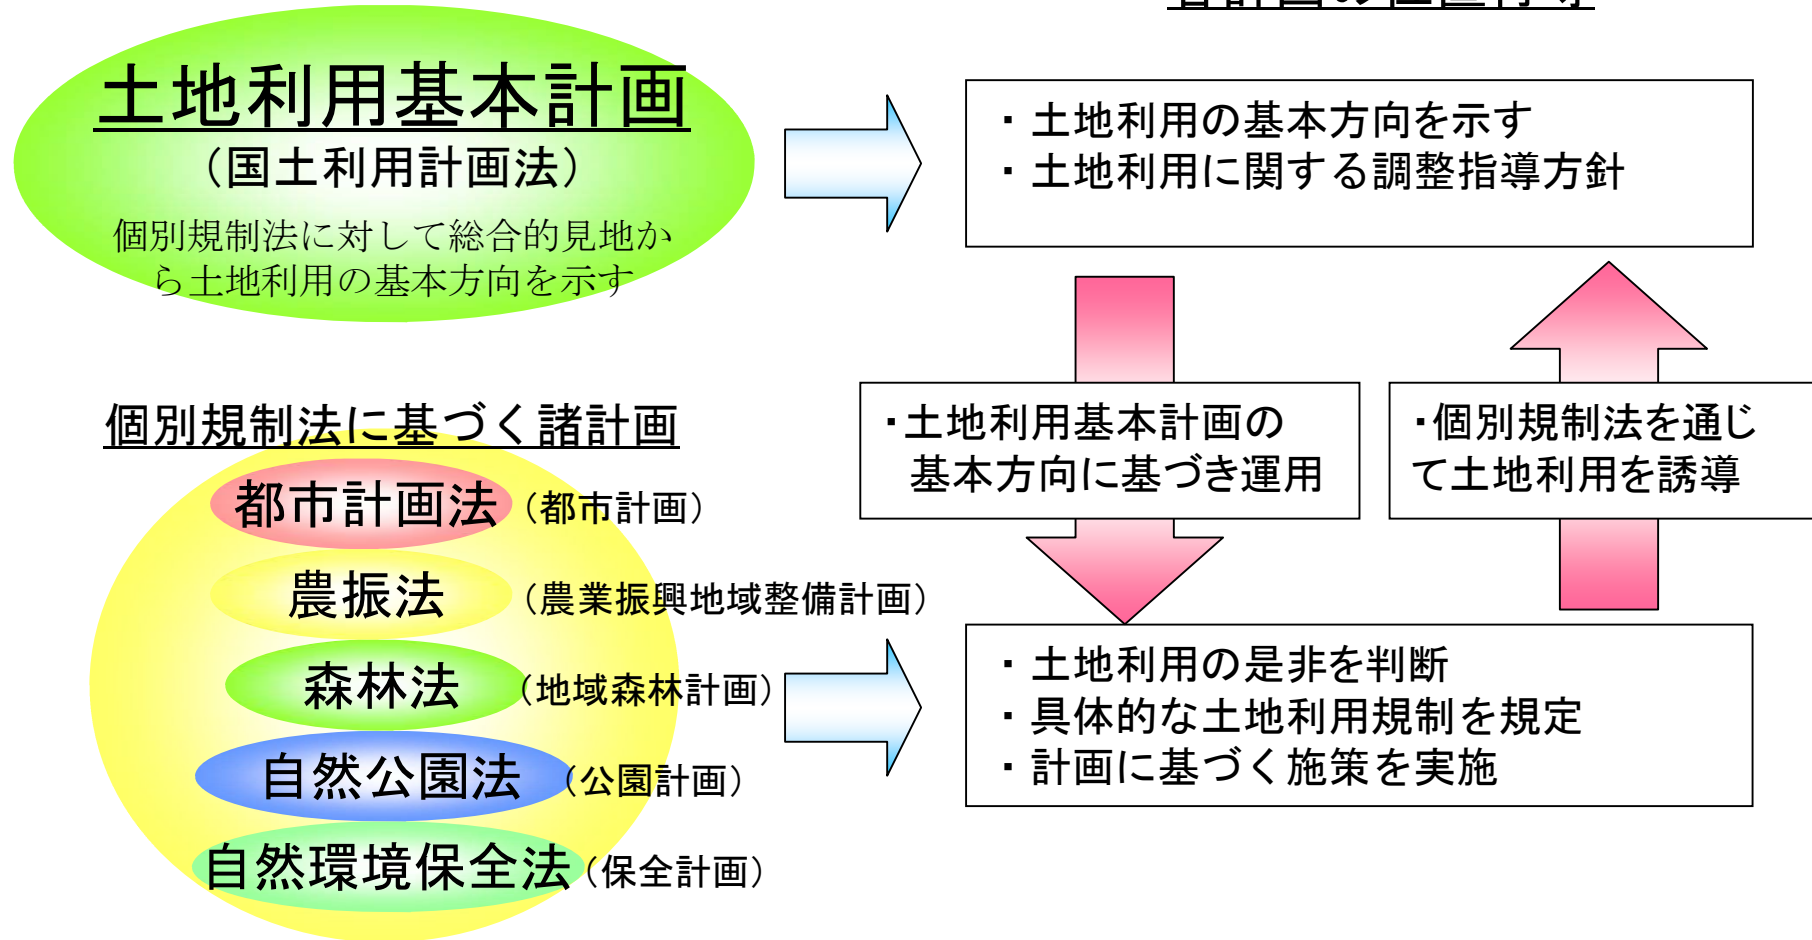 土地利用基本計画
（国土利用計画法）
個別規制法に対して総合的見地か
ら土地利用の基本方向を示す
・土地利用の基本方向を示す
・土地利用に関する調整指導方針
・土地利用基本計画の
基本方向に基づき運用
・個別規制法を通じ
て土地利用を誘導
個別規制法に基づく諸計画
都市計画法（都市計画）
農振法（農業振興地域整備計画）
森林法（地域森林計画）
自然公園法（公園計画）
自然環境保全法（保全計画）
・土地利用の是非を判断
・具体的な土地利用規制を規定
・計画に基づく施策を実施